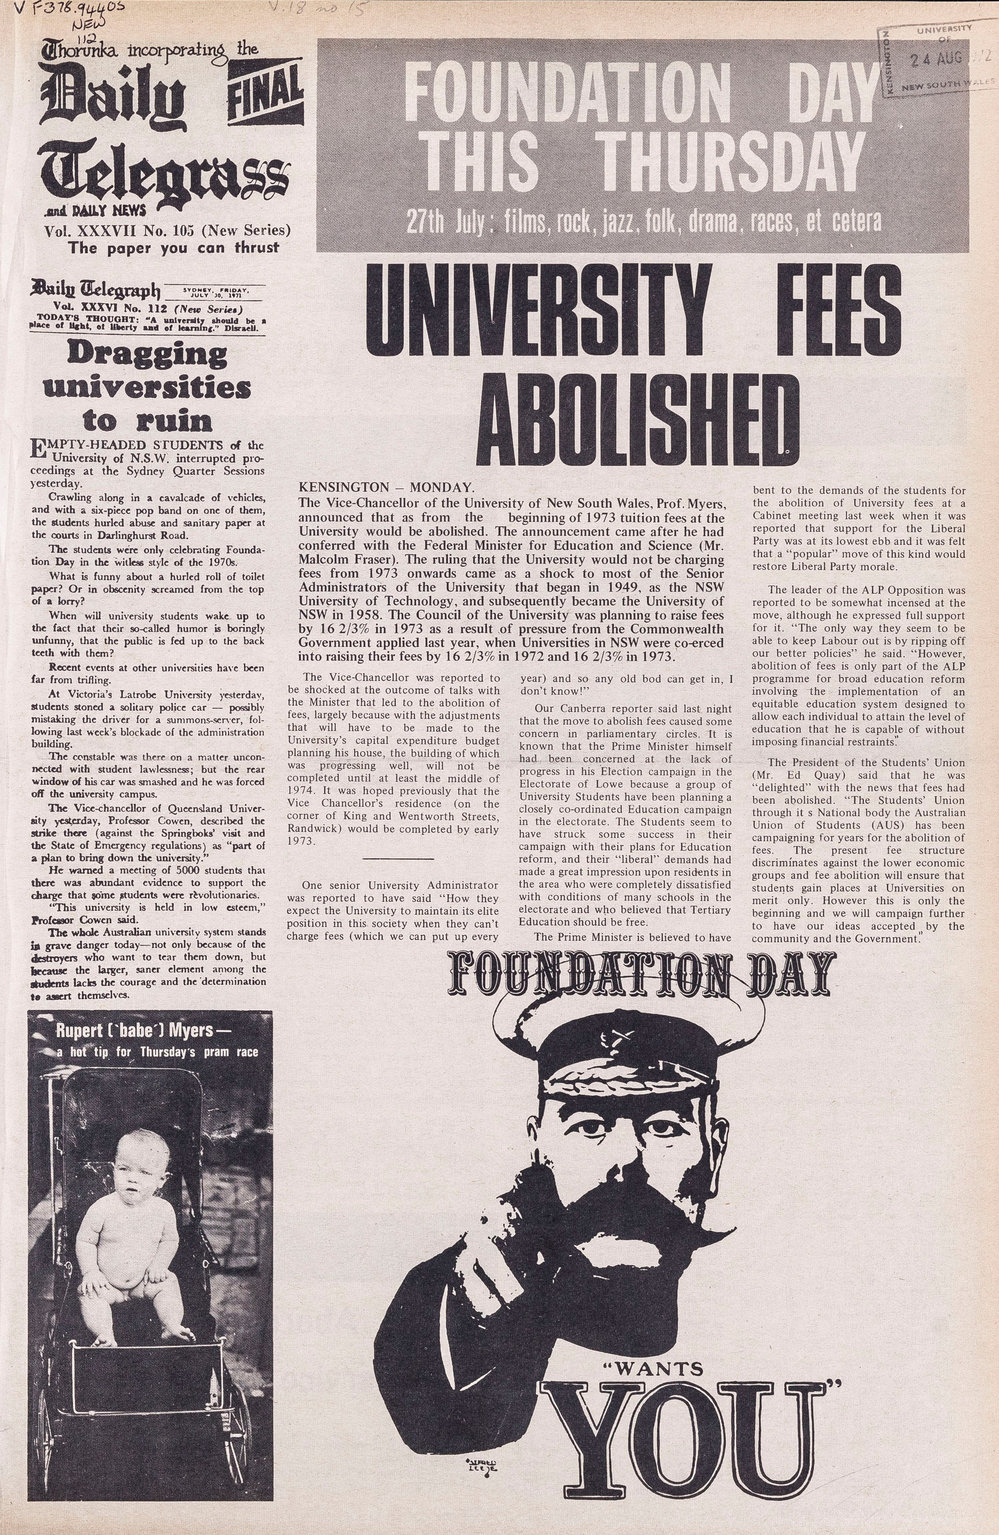 V F378.94405
NEW
112
V.18 no 15
UNIVERSITY
OF
KENSINGTON
24 AUG
NEW SOUTH WALES
Thorunka incorporating the
Daily
FINAL
Telegrass
and DAILY NEWS
Vol. XXXVII No. 105 (New Series)
The paper you can thrust
FOUNDATION DAY
THIS THURSDAY
27th July: films, rock, jazz, folk, drama, races, et cetera
Daily Telegraph
SYDNEY, FRIDAY,
JULY 30, 1971
Vol. XXXVI No. 112 (New Series)
TODAY'S THOUGHT: "A university should be a
place of light, of liberty and of learning." Disraeli.
Dragging
universities
to ruin
EMPTY-HEADED STUDENTS of the
University of N.S.W. interrupted pro-
ceedings at the Sydney Quarter Sessions
yesterday.
Crawling along in a cavalcade of vehicles,
and with a six-piece pop band on one of them,
the students hurled abuse and sanitary paper at
the courts in Darlinghurst Road.
The students were only celebrating Founda-
tion Day in the witless style of the 1970s.
What is funny about a hurled roll of toilet
paper? Or in obscenity screamed from the top
of a lorry?
When will university students wake up to
the fact that their so-called humor is boringly
unfunny, that the public is fed up to the back
teeth with them?
Recent events at other universities have been
far from trifling.
At Victoria's Latrobe University yesterday,
students stoned a solitary police car — possibly
mistaking the driver for a summons-server, fol-
lowing last week's blockade of the administration
building.
The constable was there on a matter uncon-
nected with student lawlessness; but the rear
window of his car was smashed and he was forced
off the university campus.
The Vice-chancellor of Queensland Univer-
sity yesterday, Professor Cowen, described the
strike there (against the Springboks' visit and
the State of Emergency regulations) as "part of
a plan to bring down the university."
He warned a meeting of 5000 students that
there was abundant evidence to support the
charge that some students were revolutionaries.
"This university is held in low esteem,"
Professor Cowen said.
The whole Australian university system stands
in grave danger today—not only because of the
destroyers who want to tear them down, but
because the larger, saner element among the
students lacks the courage and the determination
to assert themselves.
Rupert ('babe') Myers—
a hot tip for Thursday's pram race
UNIVERSITY FEES
ABOLISHED
KENSINGTON — MONDAY.
The Vice-Chancellor of the University of New South Wales, Prof. Myers,
announced that as from the beginning of 1973 tuition fees at the
University would be abolished. The announcement came after he had
conferred with the Federal Minister for Education and Science (Mr.
Malcolm Fraser). The ruling that the University would not be charging
fees from 1973 onwards came as a shock to most of the Senior
Administrators of the University that began in 1949, as the NSW
University of Technology, and subsequently became the University of
NSW in 1958. The Council of the University was planning to raise fees
by 16 2/3% in 1973 as a result of pressure from the Commonwealth
Government applied last year, when Universities in NSW were co-erced
into raising their fees by 16 2/3% in 1972 and 16 2/3% in 1973.
The Vice-Chancellor was reported to
be shocked at the outcome of talks with
the Minister that led to the abolition of
fees, largely because with the adjustments
that will have to be made to the
University's capital expenditure budget
planning his house, the building of which
was progressing well, will not be
completed until at least the middle of
1974. It was hoped previously that the
Vice Chancellor's residence (on the
corner of King and Wentworth Streets,
Randwick) would be completed by early
1973.
One senior University Administrator
was reported to have said "How they
expect the University to maintain its elite
position in this society when they can't
charge fees (which we can put up every
year) and so any old bod can get in, I
don't know!"
Our Canberra reporter said last night
that the move to abolish fees caused some
concern in parliamentary circles. It is
known that the Prime Minister himself
had been concerned at the lack of
progress in his Election campaign in the
Electorate of Lowe because a group of
University Students have been planning a
closely co-ordinated Education campaign
in the electorate. The Students seem to
have struck some success in their
campaign with their plans for Education
reform, and their "liberal" demands had
made a great impression upon residents in
the area who were completely dissatisfied
with conditions of many schools in the
electorate and who believed that Tertiary
Education should be free.
The Prime Minister is believed to have
bent to the demands of the students for
the abolition of University fees at a
Cabinet meeting last week when it was
reported that support for the Liberal
Party was at its lowest ebb and it was felt
that a "popular" move of this kind would
restore Liberal Party morale.
The leader of the ALP Opposition was
reported to be somewhat incensed at the
move, although he expressed full support
for it. "The only way they seem to be
able to keep Labour out is by ripping off
our better policies" he said. "However,
abolition of fees is only part of the ALP
programme for broad education reform
involving the implementation of an
equitable education system designed to
allow each individual to attain the level of
education that he is capable of without
imposing financial restraints."
The President of the Students' Union
(Mr. Ed Quay) said that he was
"delighted" with the news that fees had
been abolished. "The Students' Union
through it s National body the Australian
Union of Students (AUS) has been
campaigning for years for the abolition of
fees. The present fee structure
discriminates against the lower economic
groups and fee abolition will ensure that
students gain places at Universities on
merit only. However this is only the
beginning and we will campaign further
to have our ideas accepted by the
community and the Government."
FOUNDATION DAY
"WANTS
YOU"
ALFRED
LEETE